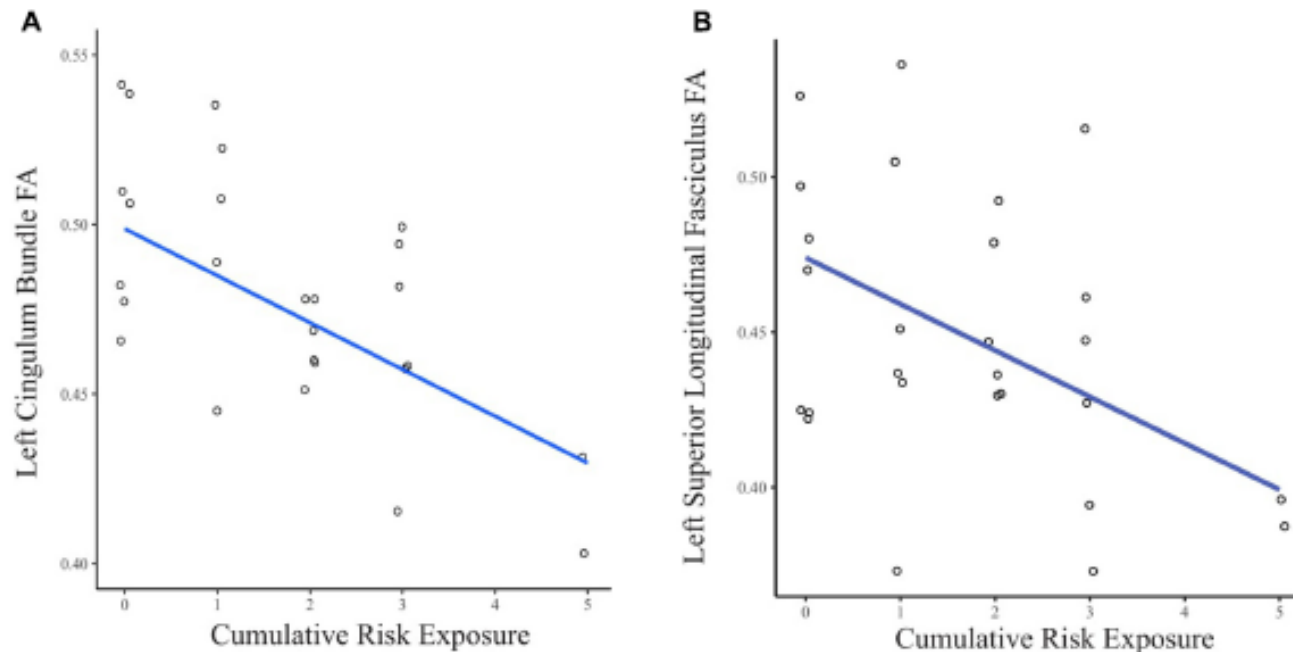 A
Left Cingulum Bundle FA
0.55
0.50
0.45
0.40
0 1 2 3 4 5
Cumulative Risk Exposure
B
Left Superior Longitudinal Fasciculus FA
0.50
0.45
0.40
0 1 2 3 4 5
Cumulative Risk Exposure